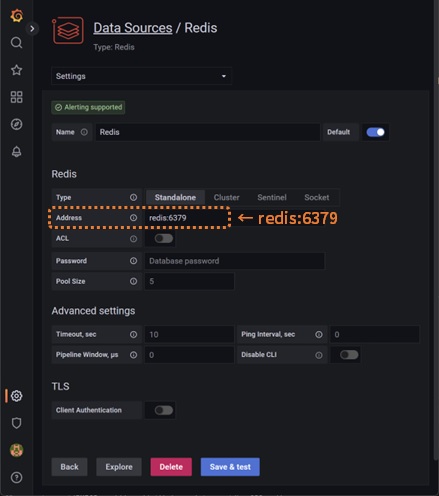 Data Sources / Redis
Type: Redis
Settings
Alerting supported
Name Redis Default
Redis
Type Standalone Cluster Sentinel Socket
Address redis:6379 ← redis:6379
ACL
Password Database password
Pool Size 5
Advanced settings
Timeout, sec 10 Ping Interval, sec 0
Pipeline Window, μs 0 Disable CLI
TLS
Client Authentication
Back Explore Delete Save & test